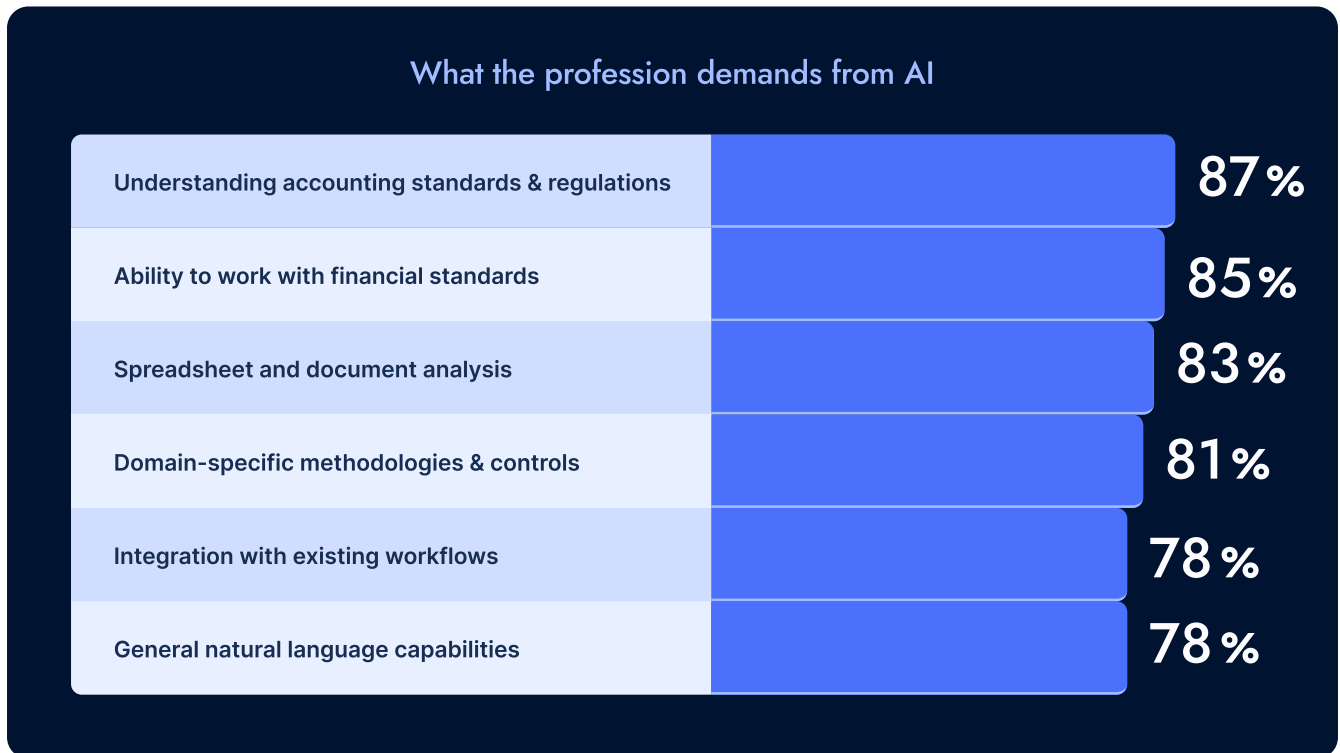 What the profession demands from AI
Understanding accounting standards & regulations 87%
Ability to work with financial standards 85%
Spreadsheet and document analysis 83%
Domain-specific methodologies & controls 81%
Integration with existing workflows 78%
General natural language capabilities 78%